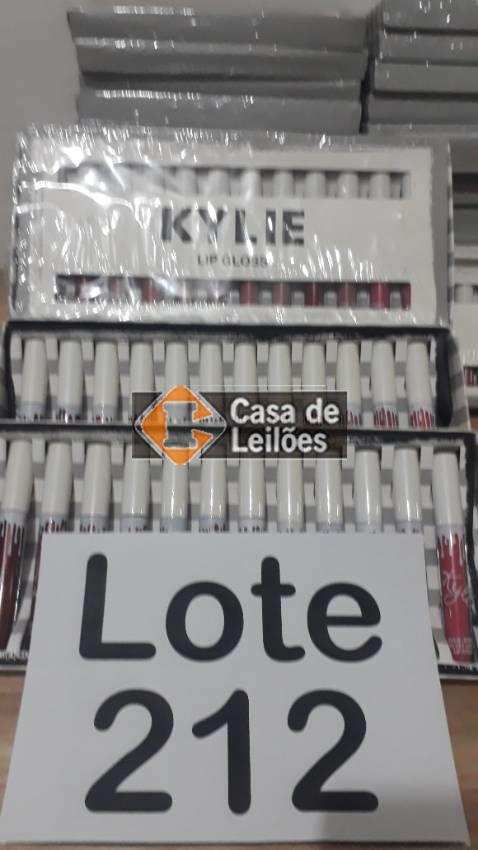 KYLIE
LIP GLOSS
Casa de
Leilões
Lote
212